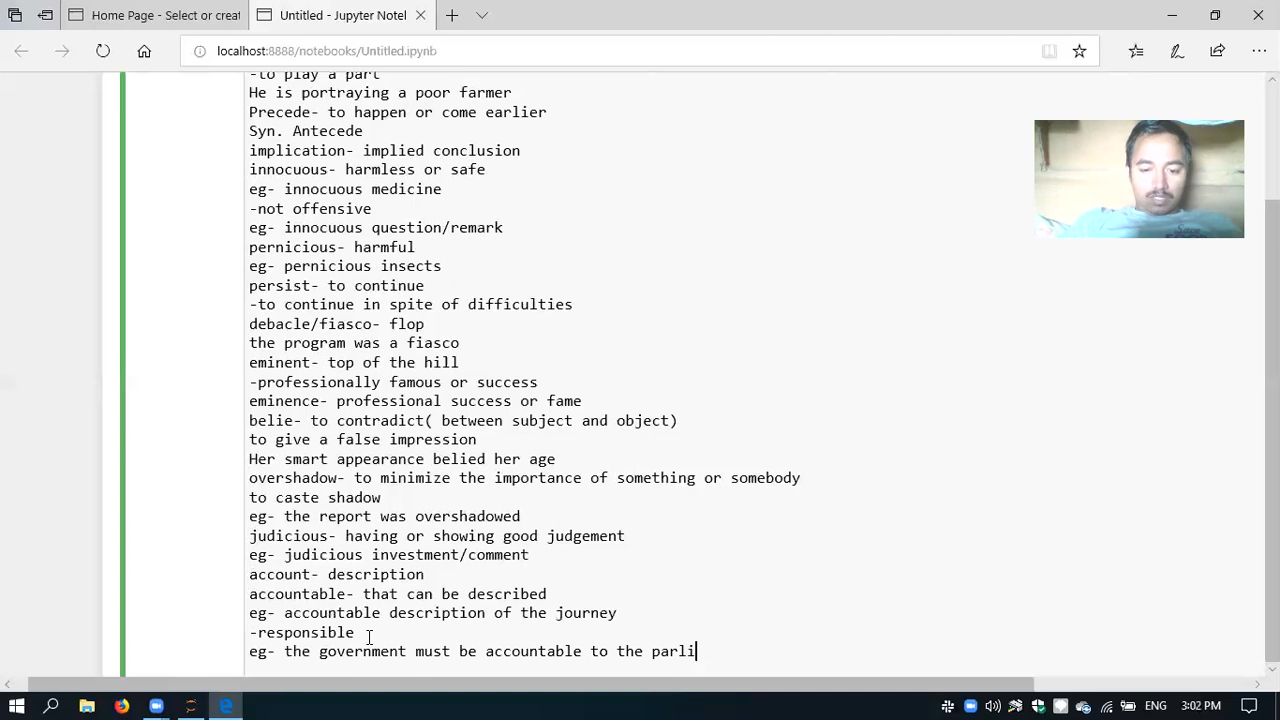 Home Page - Select or creat
Untitled - Jupyter Notel
localhost:8888/notebooks/Untitled.ipynb
-to play a part
He is portraying a poor farmer
Precede- to happen or come earlier
Syn. Antecede
implication- implied conclusion
innocuous- harmless or safe
eg- innocuous medicine
-not offensive
eg- innocuous question/remark
pernicious- harmful
eg- pernicious insects
persist- to continue
-to continue in spite of difficulties
debacle/fiasco- flop
the program was a fiasco
eminent- top of the hill
-professionally famous or success
eminence- professional success or fame
belie- to contradict( between subject and object)
to give a false impression
Her smart appearance belied her age
overshadow- to minimize the importance of something or somebody
to caste shadow
eg- the report was overshadowed
judicious- having or showing good judgement
eg- judicious investment/comment
account- description
accountable- that can be described
eg- accountable description of the journey
-responsible
eg- the government must be accountable to the parli
ENG
3:02 PM